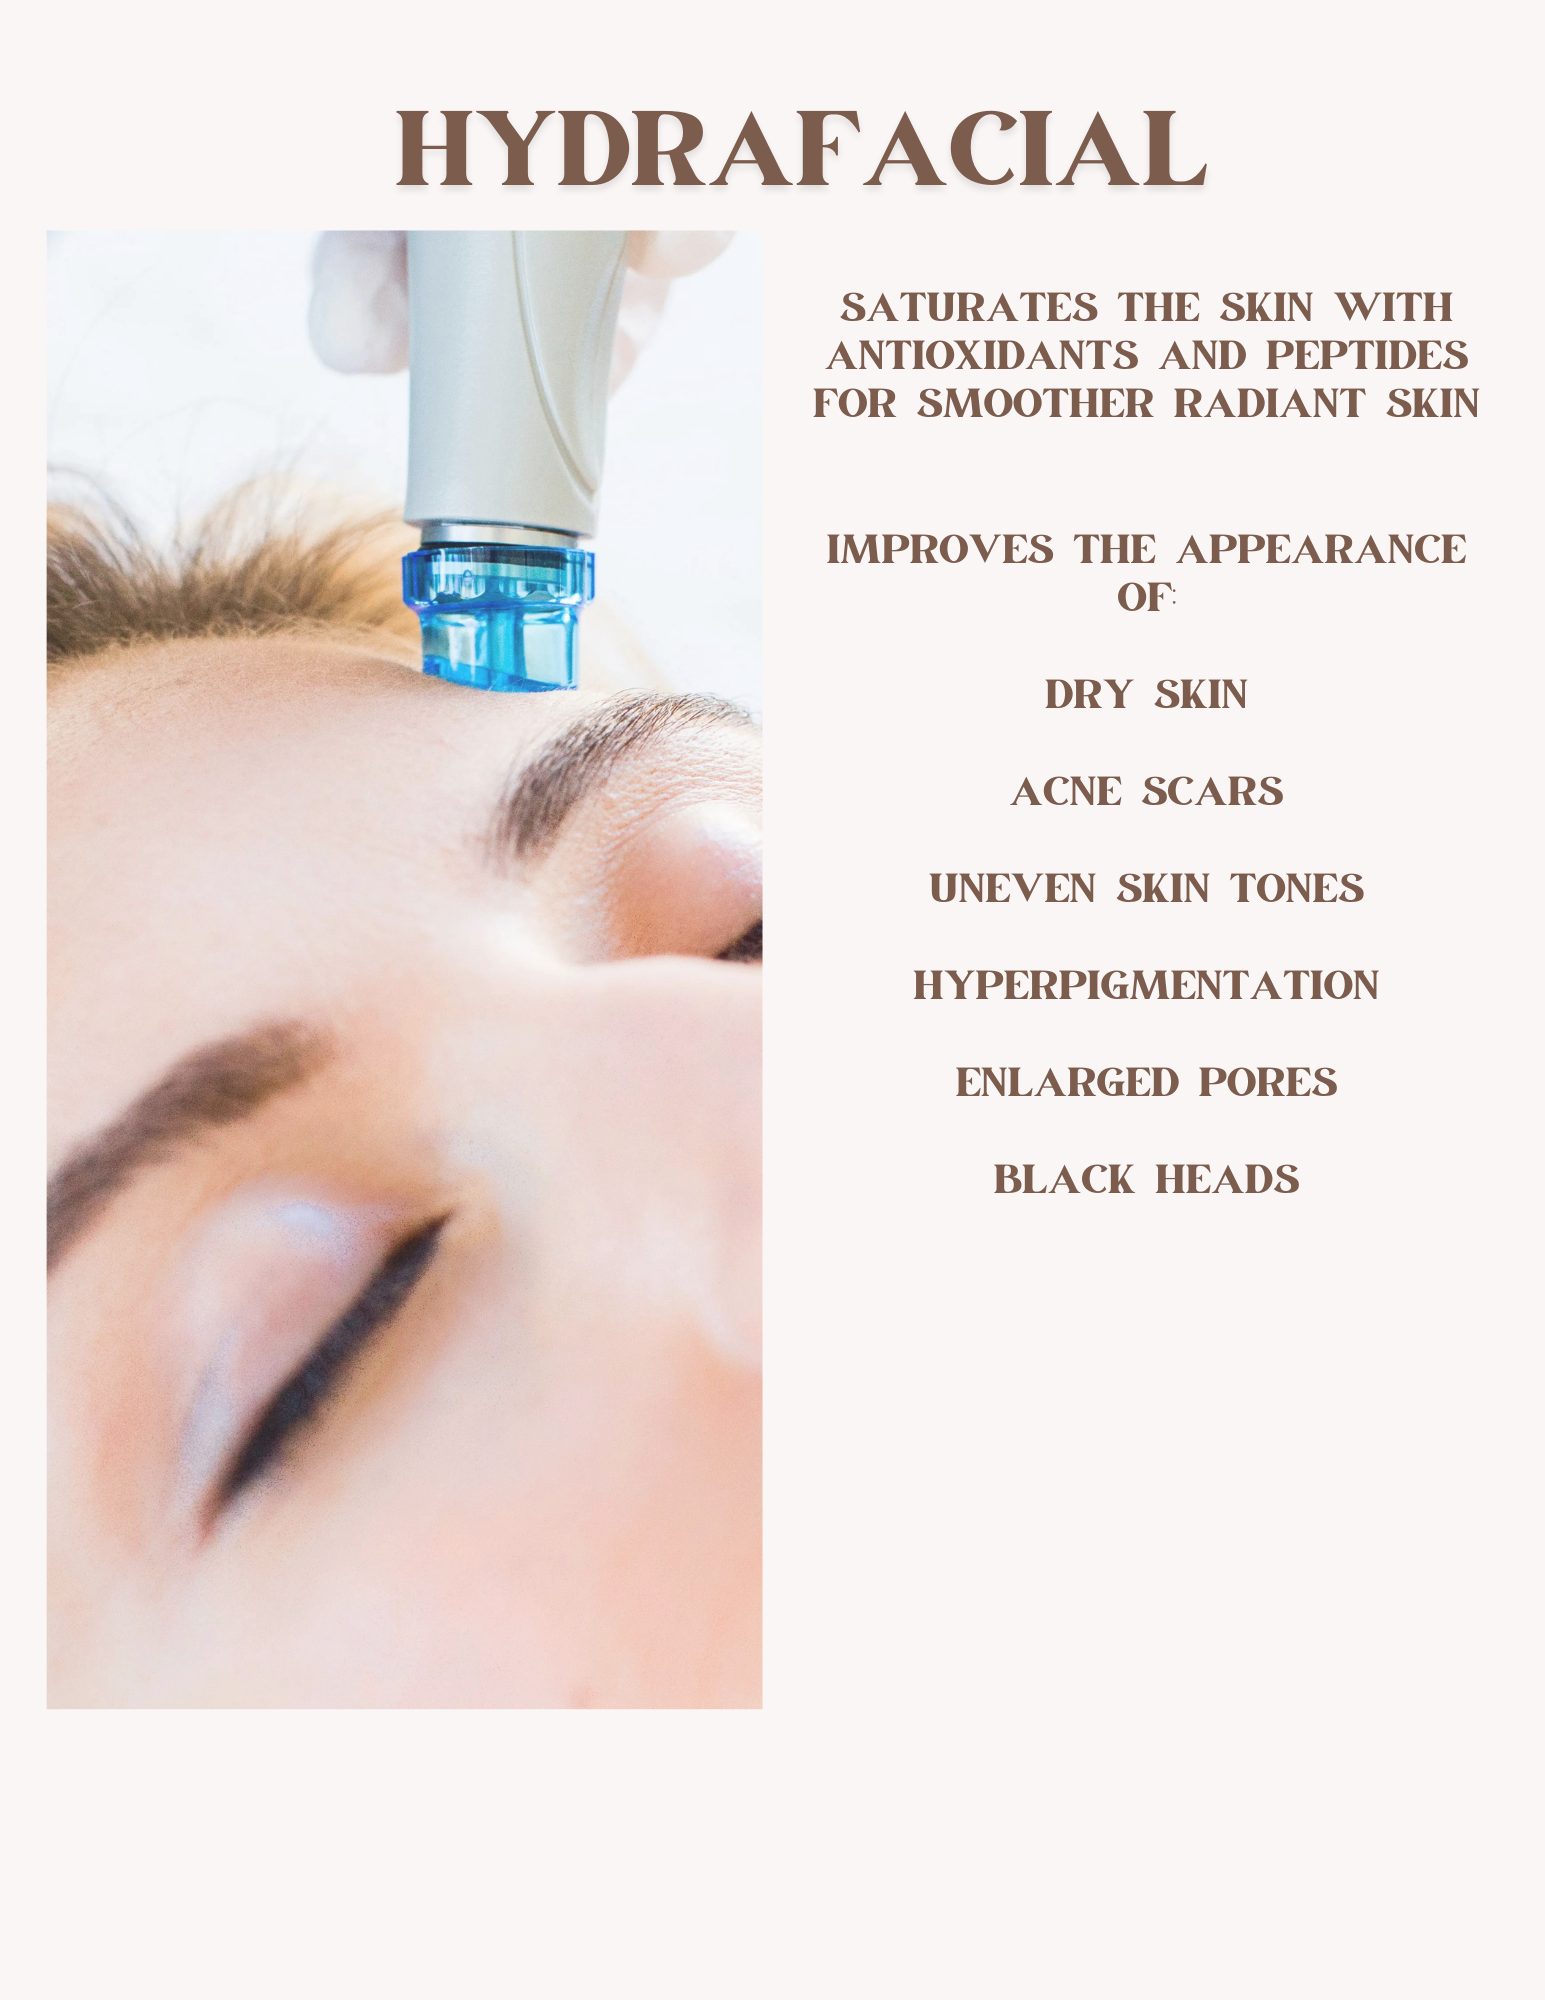 HYDRAFACIAL
SATURATES THE SKIN WITH
ANTIOXIDANTS AND PEPTIDES
FOR SMOOTHER RADIANT SKIN
IMPROVES THE APPEARANCE
OF:
DRY SKIN
ACNE SCARS
UNEVEN SKIN TONES
HYPERPIGMENTATION
ENLARGED PORES
BLACK HEADS